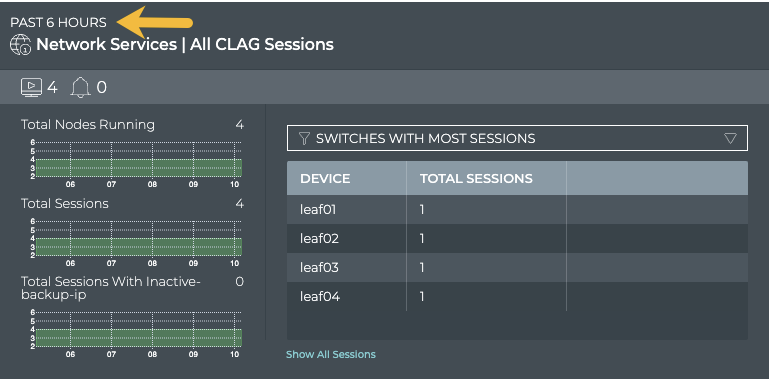 PAST 6 HOURS
1
Network Services | All CLAG Sessions
4 0
Total Nodes Running 4
6
5
4
3
2
06 07 08 09 10
Total Sessions 4
6
5
4
3
2
06 07 08 09 10
Total Sessions With Inactive- 0
backup-ip
6
5
4
3
2
06 07 08 09 10
SWITCHES WITH MOST SESSIONS
DEVICE TOTAL SESSIONS
leaf01 1
leaf02 1
leaf03 1
leaf04 1
Show All Sessions